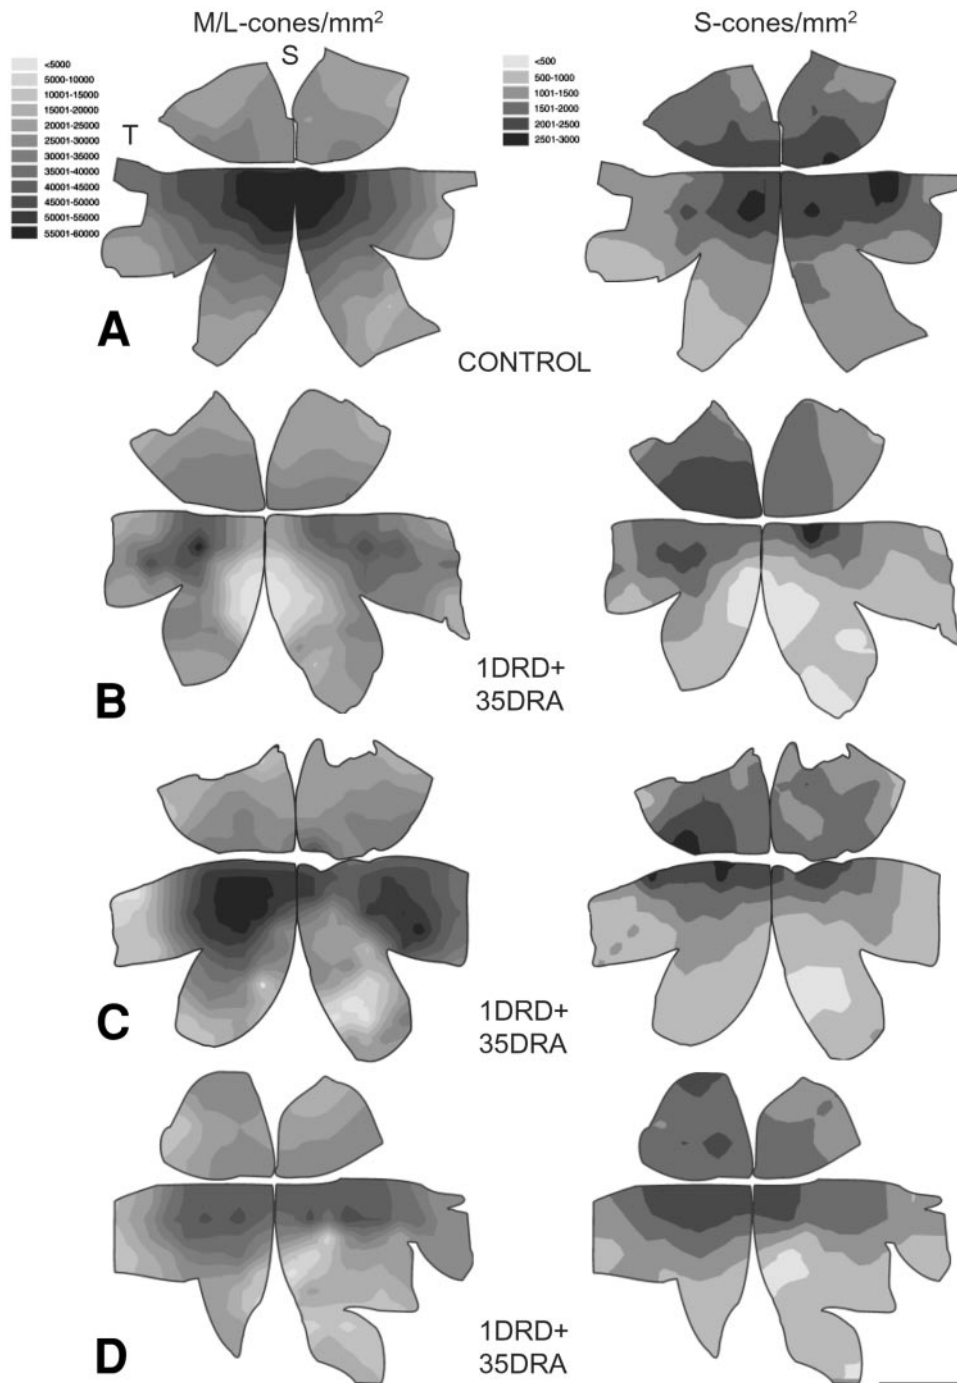 M/L-cones/mm²
S-cones/mm²
S
T
<5000
5000-10000
10001-15000
15001-20000
20001-25000
25001-30000
30001-35000
35001-40000
40001-45000
45001-50000
50001-55000
55001-60000
<500
500-1000
1001-1500
1501-2000
2001-2500
2501-3000
A
CONTROL
B
1DRD+
35DRA
C
1DRD+
35DRA
D
1DRD+
35DRA